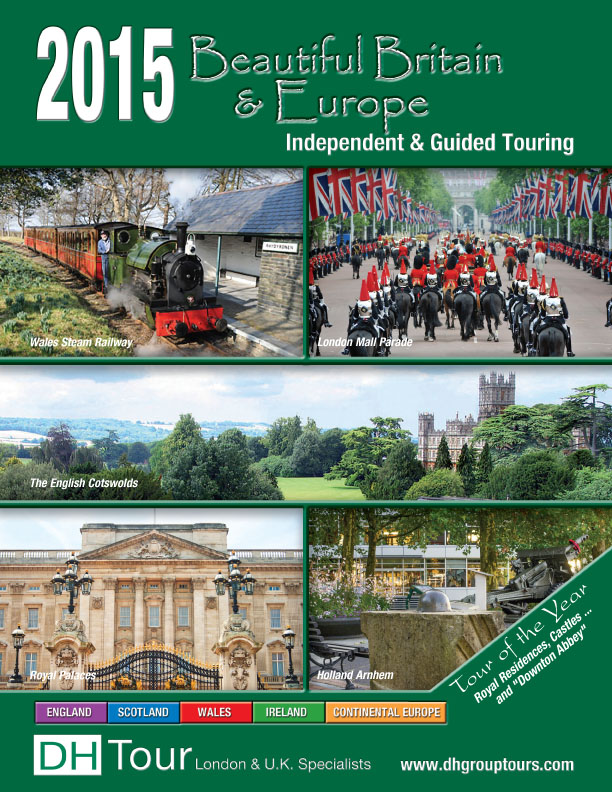 2015 Beautiful Britain
& Europe
Independent & Guided Touring
RHYDYRONEN
Wales Steam Railway
London Mall Parade
The English Cotswolds
Royal Palaces
Holland Arnhem
Tour of the Year
Royal Residences, Castles ...
and "Downton Abbey"
ENGLAND SCOTLAND WALES IRELAND CONTINENTAL EUROPE
DH Tour London & U.K. Specialists
www.dhgrouptours.com